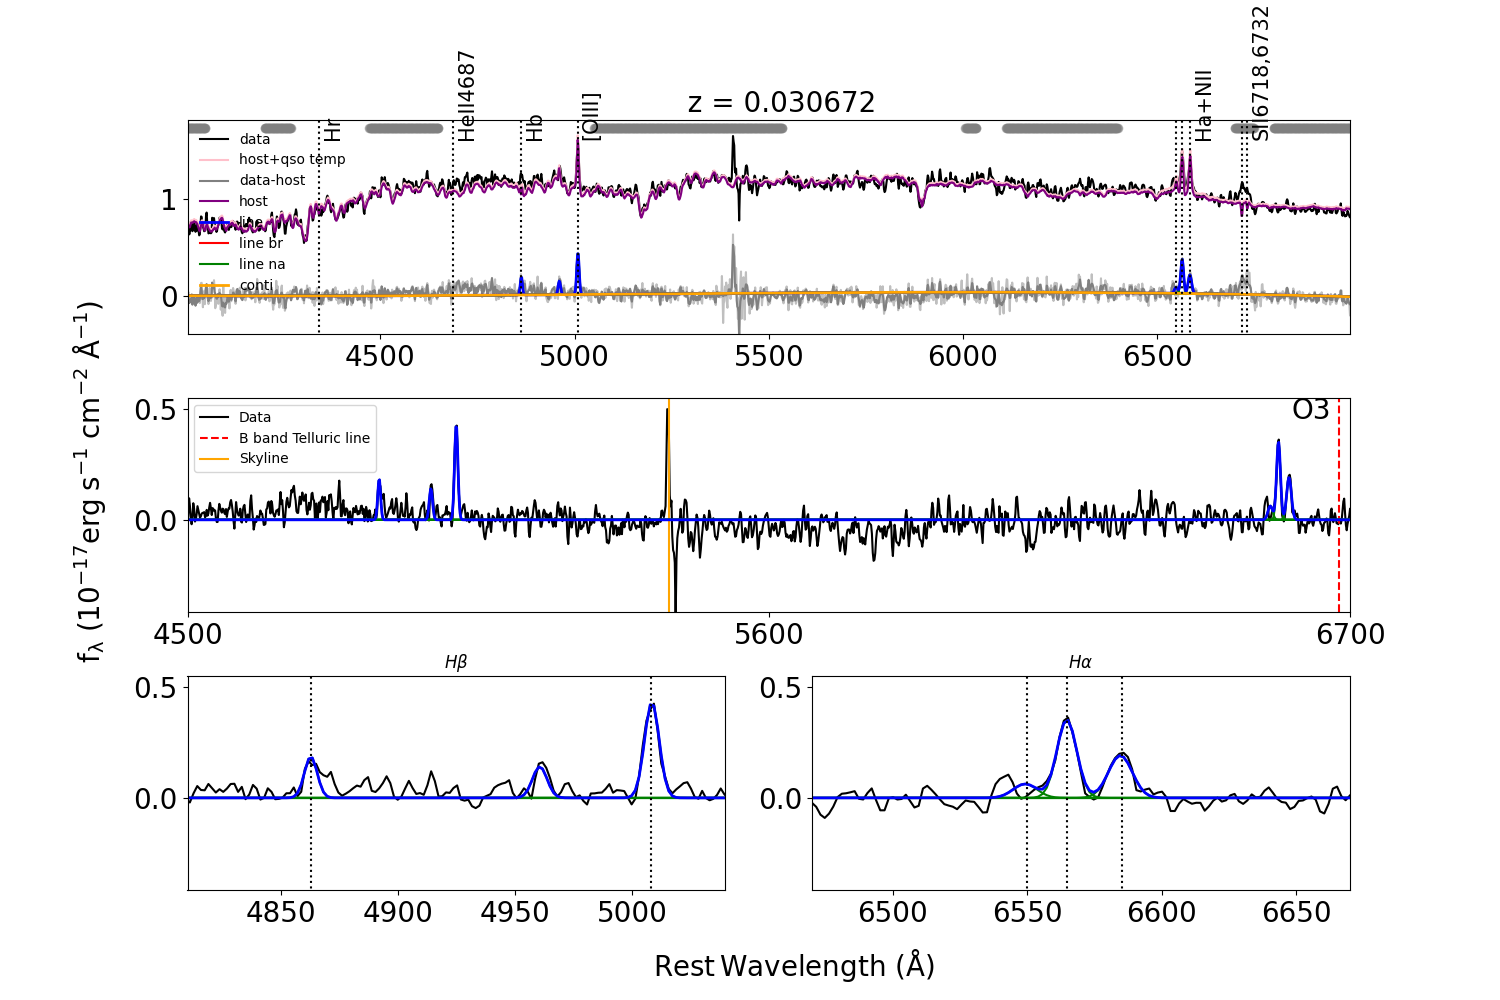 z = 0.030672
Hr
HeII4687
Hb
[OIII]
Ha+NII
SII6718,6732
data
host+qso temp
data-host
host
line
line br
line na
conti
1
0
4500 5000 5500 6000 6500
Data
B band Telluric line
Skyline
O3
0.5
0.0
4500 5600 6700
fλ (10⁻¹⁷erg s⁻¹ cm⁻² Å⁻¹)
Hβ
0.5
0.0
4850 4900 4950 5000
Hα
0.5
0.0
6500 6550 6600 6650
Rest Wavelength (Å)